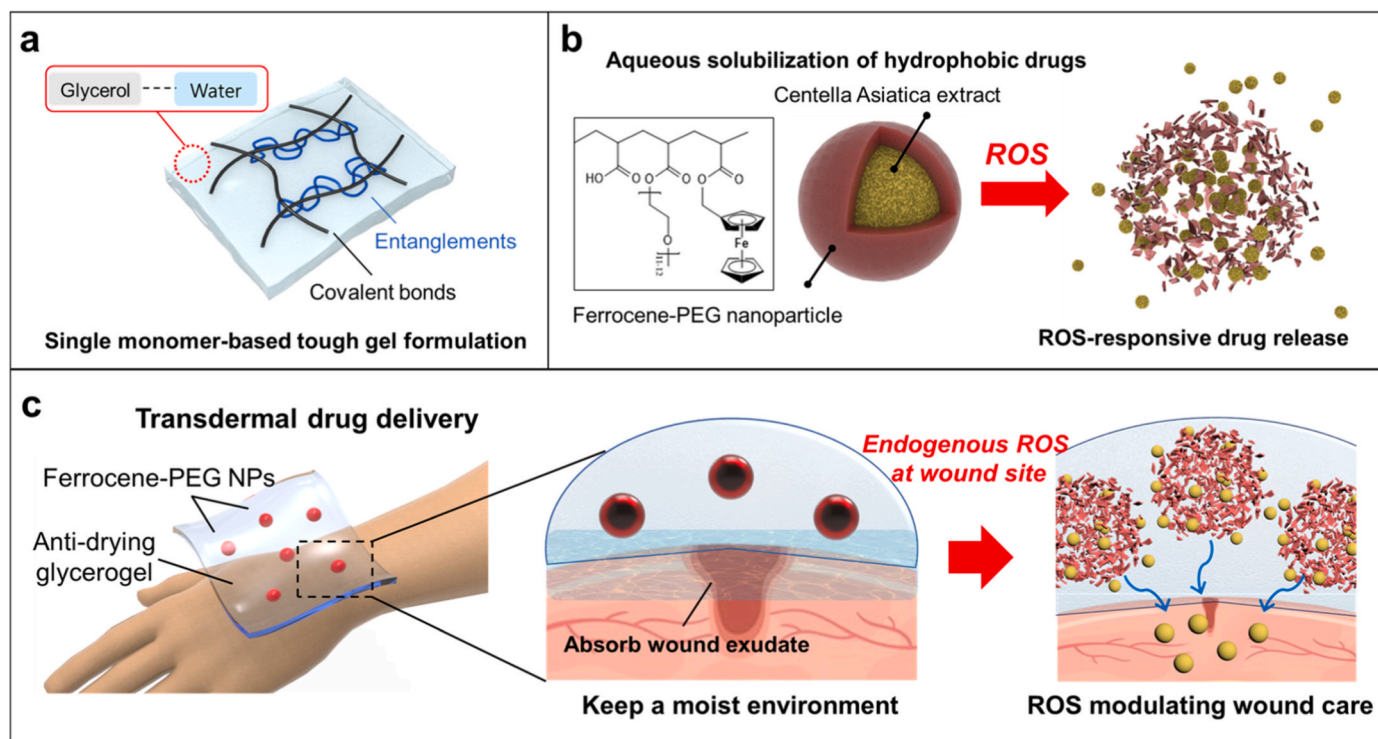 a
Glycerol
Water
Entanglements
Covalent bonds
Single monomer-based tough gel formulation
b
Aqueous solubilization of hydrophobic drugs
Centella Asiatica extract
HO
O
O
O
O
O
O
Fe
11-12
Ferrocene-PEG nanoparticle
ROS
ROS-responsive drug release
c
Transdermal drug delivery
Ferrocene-PEG NPs
Anti-drying
glycerogel
Absorb wound exudate
Keep a moist environment
Endogenous ROS
at wound site
ROS modulating wound care